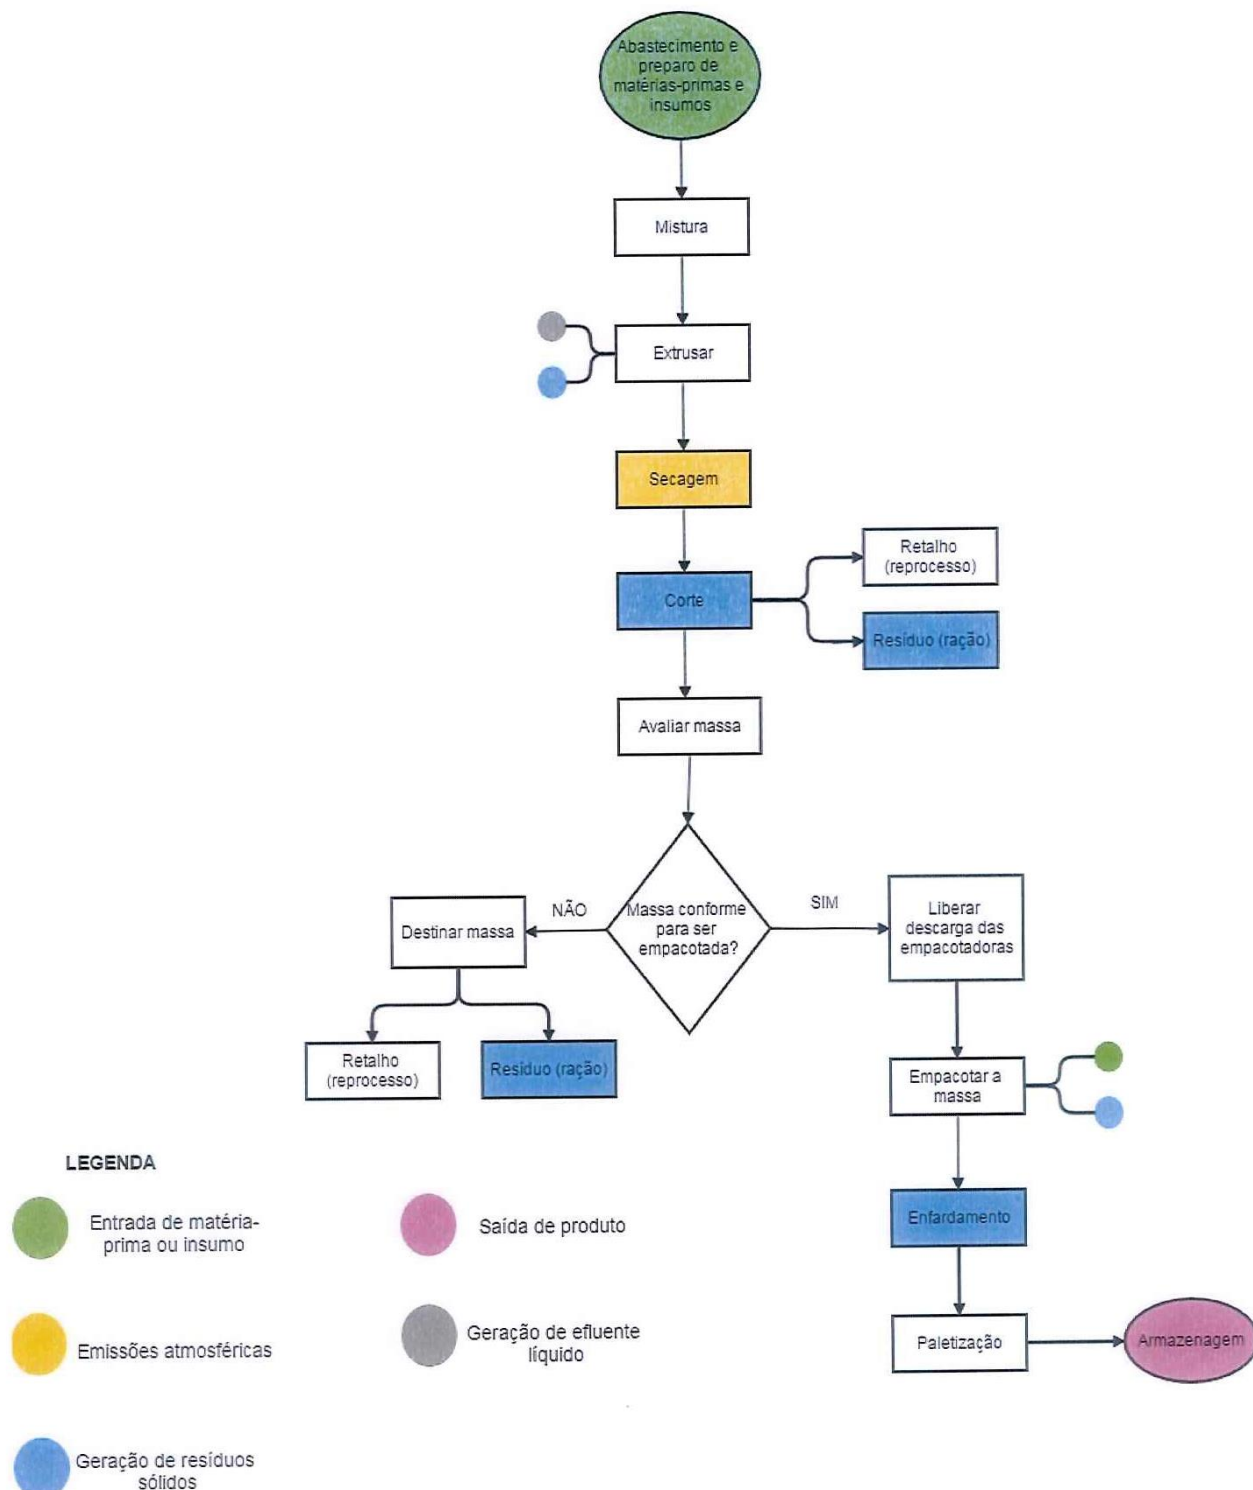 Abastecimento e
preparo de
matérias-primas e
insumos
Mistura
Extrusar
Secagem
Corte
Retalho
(reprocesso)
Resíduo (ração)
Avaliar massa
Massa conforme
para ser
empacotada?
NÃO
SIM
Destinar massa
Liberar
descarga das
empacotadoras
Retalho
(reprocesso)
Resíduo (ração)
Empacotar a
massa
Enfardamento
Paletização
Armazenagem
LEGENDA
Entrada de matéria-
prima ou insumo
Saída de produto
Emissões atmosféricas
Geração de efluente
líquido
Geração de resíduos
sólidos